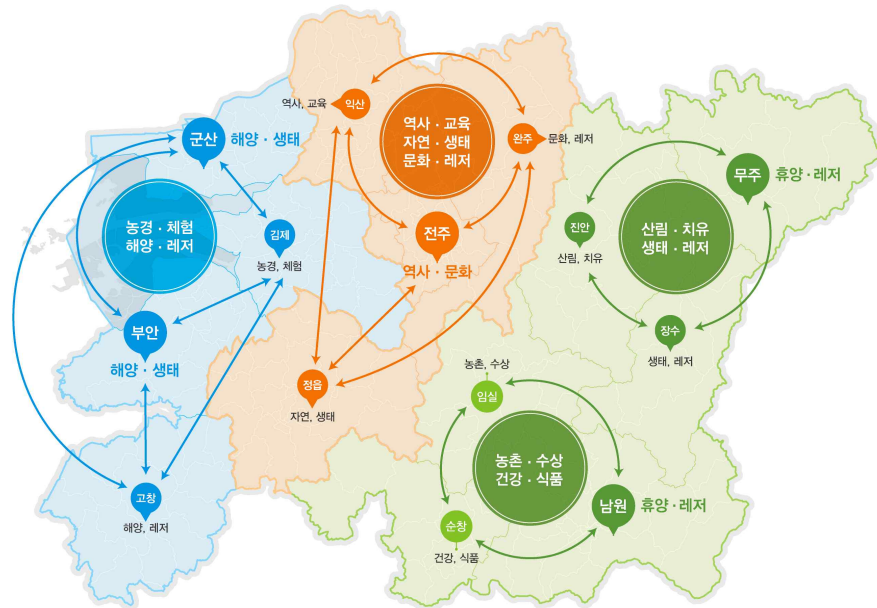 군산
해양 · 생태
농경 · 체험
해양 · 레저
김제
농경, 체험
부안
해양 · 생태
고창
해양, 레저
역사, 교육
익산
역사 · 교육
자연 · 생태
문화 · 레저
완주
문화, 레저
전주
역사 · 문화
정읍
자연, 생태
무주
휴양 · 레저
진안
산림, 치유
산림 · 치유
생태 · 레저
장수
생태, 레저
농촌, 수상
임실
농촌 · 수상
건강 · 식품
남원
휴양 · 레저
순창
건강, 식품